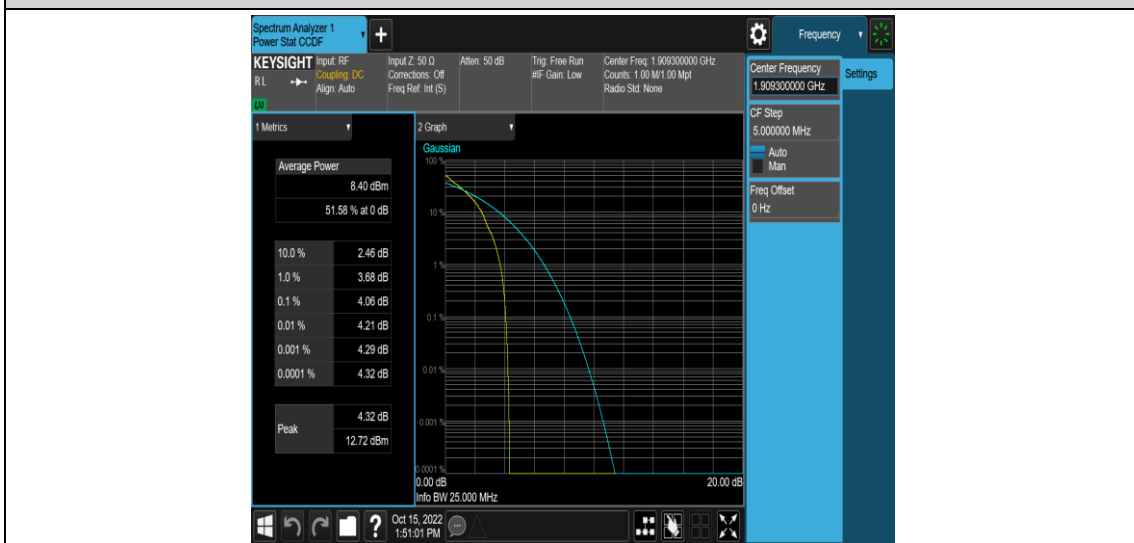 Spectrum Analyzer 1
Power Stat CCDF
+
Frequency
KEYSIGHT
RL
LXI
Input: RF
Coupling: DC
Align: Auto
Input Z: 50 Ω
Corrections: Off
Freq Ref: Int (S)
Atten: 50 dB
Trig: Free Run
#IF Gain: Low
Center Freq: 1.909300000 GHz
Counts: 1.00 M/1.00 Mpt
Radio Std: None
Center Frequency
1.909300000 GHz
Settings
CF Step
5.000000 MHz
Auto
Man
Freq Offset
0 Hz
1 Metrics
Average Power
8.40 dBm
51.58 % at 0 dB
10.0 % 2.46 dB
1.0 % 3.68 dB
0.1 % 4.06 dB
0.01 % 4.21 dB
0.001 % 4.29 dB
0.0001 % 4.32 dB
Peak
4.32 dB
12.72 dBm
2 Graph
Gaussian
100 %
10 %
1 %
0.1 %
0.01 %
0.001 %
0.0001 %
0.00 dB 20.00 dB
Info BW 25.000 MHz
?
Oct 15, 2022
1:51:01 PM